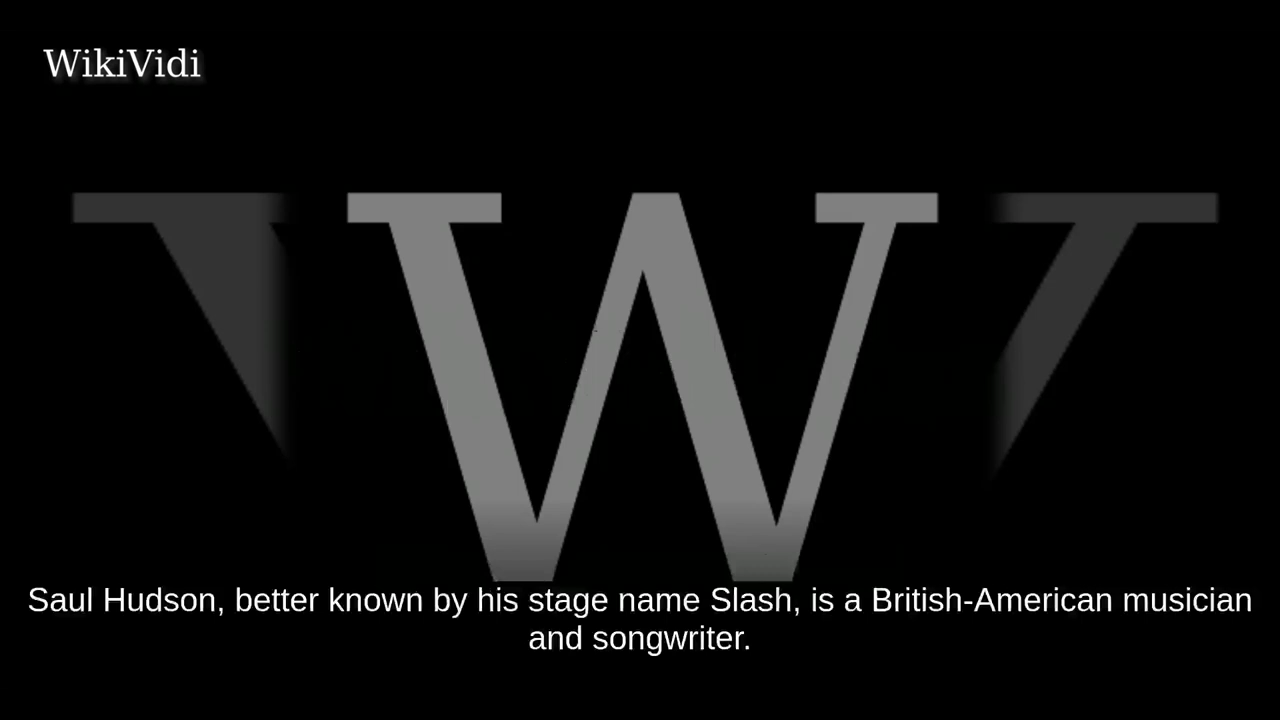 WikiVidi
W
Saul Hudson, better known by his stage name Slash, is a British-American musician
and songwriter.